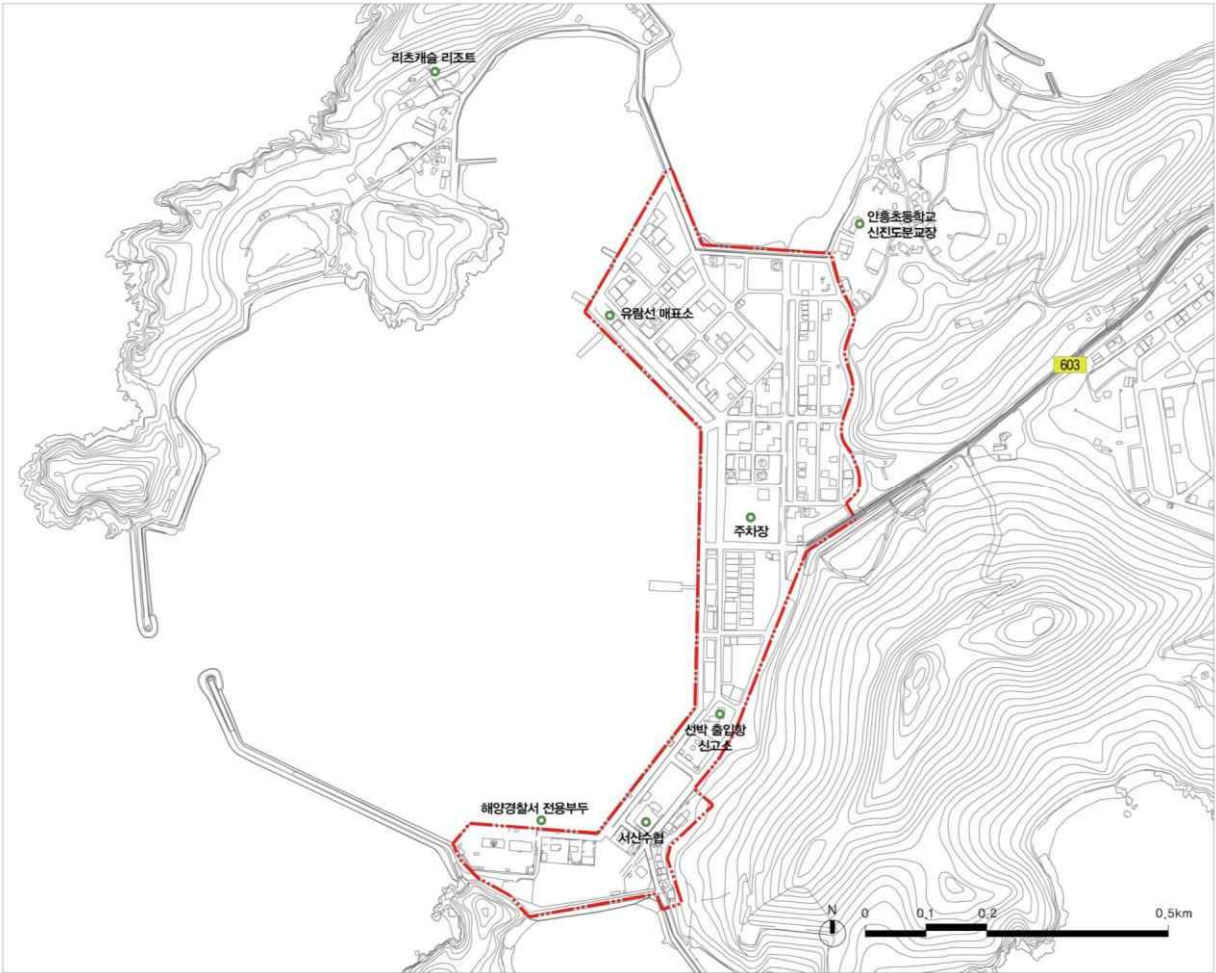 리츠캐슬 리조트
안흥초등학교
신진도분교장
유람선 매표소
603
주차장
선박 출입항
신고소
해양경찰서 전용부두
서산수협
N
0
0.1
0.2
0.5km